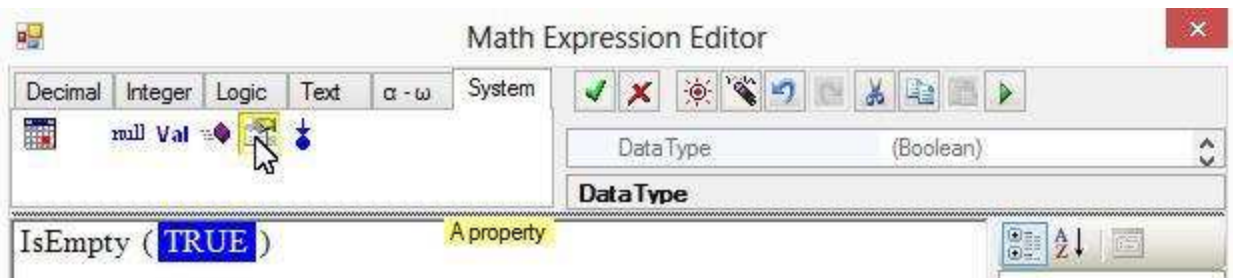 Math Expression Editor
Decimal Integer Logic Text α - ω System
null Val
DataType (Boolean)
DataType
IsEmpty ( TRUE )
A property
A Z